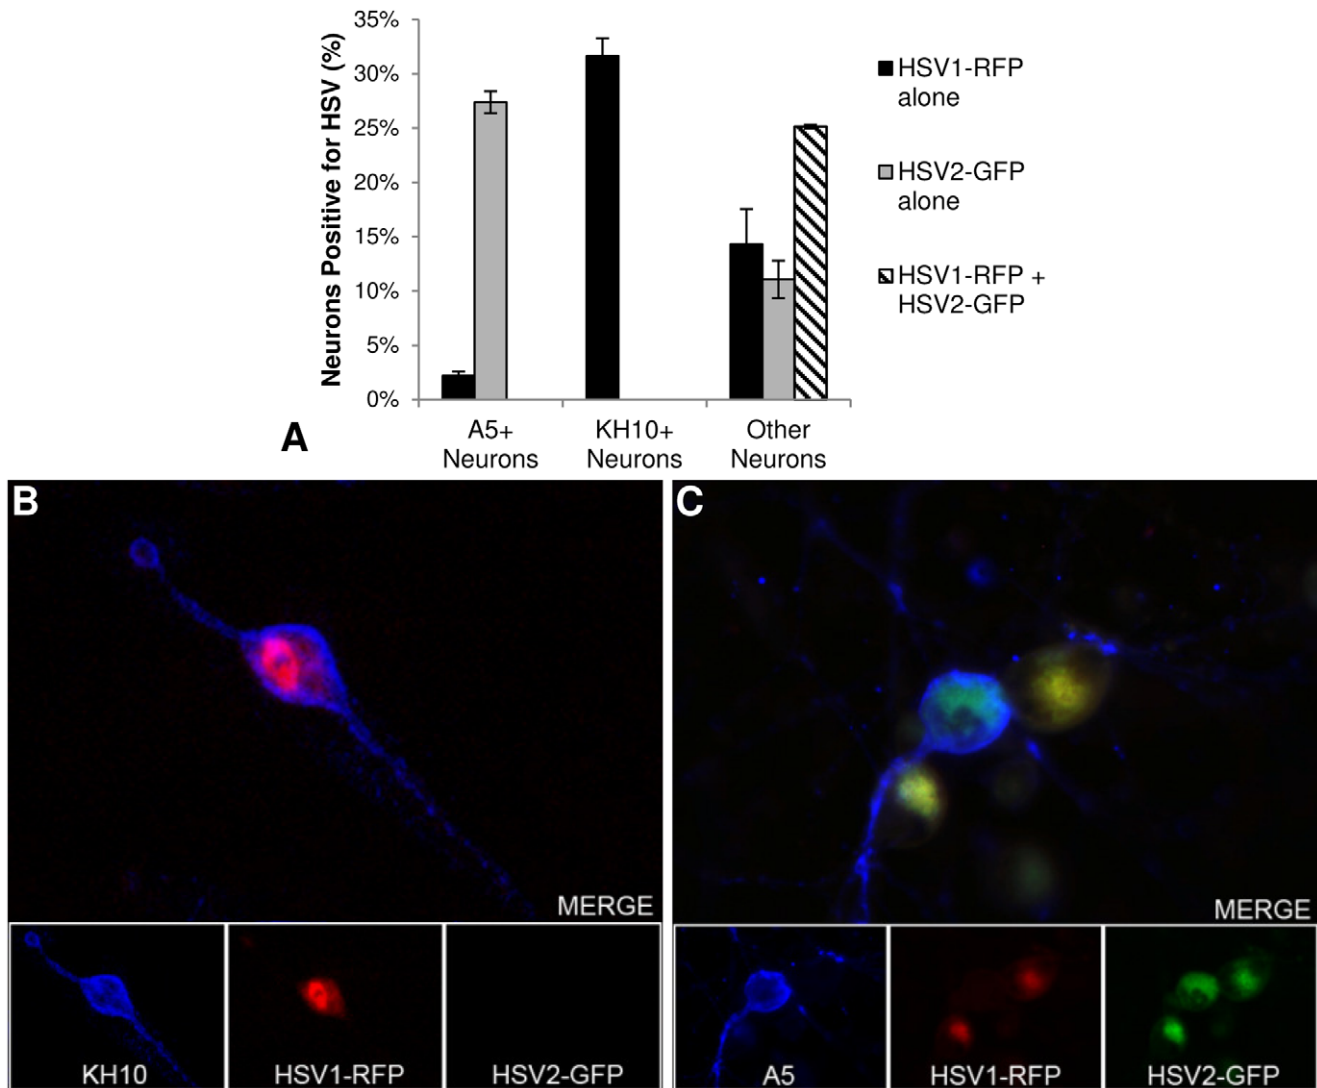 35%
30%
25%
20%
15%
10%
5%
0%
Neurons Positive for HSV (%)
A5+
Neurons
KH10+
Neurons
Other
Neurons
HSV1-RFP
alone
HSV2-GFP
alone
HSV1-RFP +
HSV2-GFP
A
B
MERGE
KH10
HSV1-RFP
HSV2-GFP
C
MERGE
A5
HSV1-RFP
HSV2-GFP